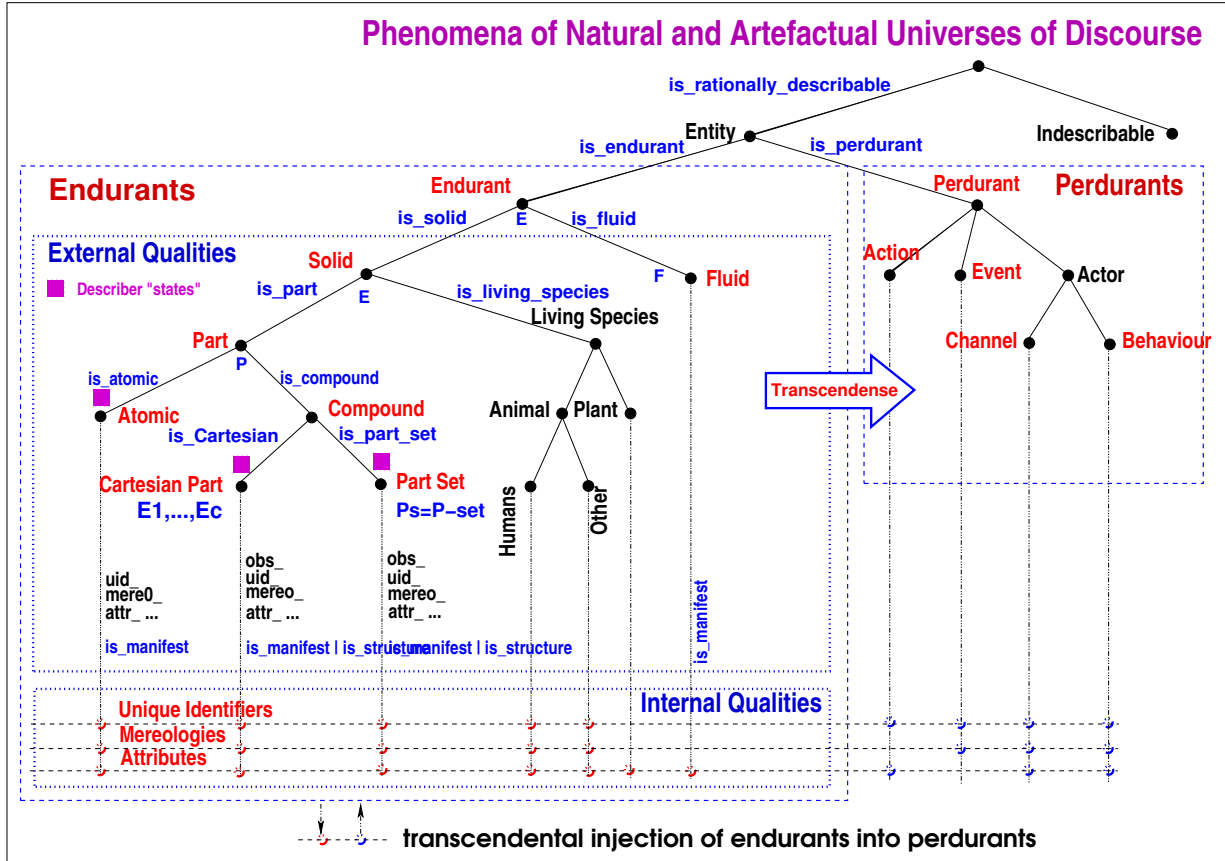 Phenomena of Natural and Artefactual Universes of Discourse
is_rationally_describable
Entity
Indescribable
is_endurant
is_perdurant
Endurants
Endurant
E
Perdurant
Perdurants
is_solid
is_fluid
External Qualities
Describer "states"
Solid
E
F
Fluid
Action
Event
Actor
is_part
is_living_species
Living Species
Part
P
Channel
Behaviour
is_atomic
is_compound
Transcendense
Atomic
Compound
Animal
Plant
is_Cartesian
is_part_set
Cartesian Part
Part Set
E1,...,Ec
Ps=P-set
Humans
Other
uid_
mere0_
attr_ ...
obs_
uid_
mereo_
attr_ ...
obs_
uid_
mereo_
attr_ ...
is_manifest
is_manifest | is_structure
is_manifest | is_structure
is_manifest
Internal Qualities
Unique Identifiers
Mereologies
Attributes
transcendental injection of endurants into perdurants